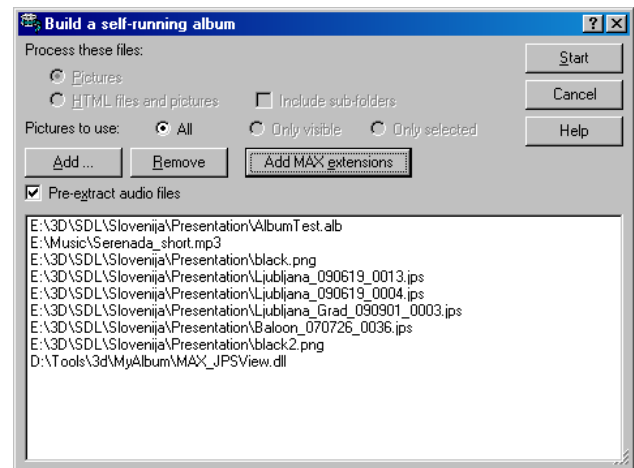 Build a self-running album
Process these files:
Start
Pictures
HTML files and pictures
Include sub-folders
Cancel
Pictures to use:
All
Only visible
Only selected
Help
Add ...
Remove
Add MAX extensions
Pre-extract audio files
E:\3D\SDL\Slovenija\Presentation\AlbumTest.alb
E:\Music\Serenada_short.mp3
E:\3D\SDL\Slovenija\Presentation\black.png
E:\3D\SDL\Slovenija\Presentation\Ljubljana_090619_0013.jps
E:\3D\SDL\Slovenija\Presentation\Ljubljana_090619_0004.jps
E:\3D\SDL\Slovenija\Presentation\Ljubljana_Grad_090901_0003.jps
E:\3D\SDL\Slovenija\Presentation\Baloon_070726_0036.jps
E:\3D\SDL\Slovenija\Presentation\black2.png
D:\Tools\3d\MyAlbum\MAX_JPSView.dll